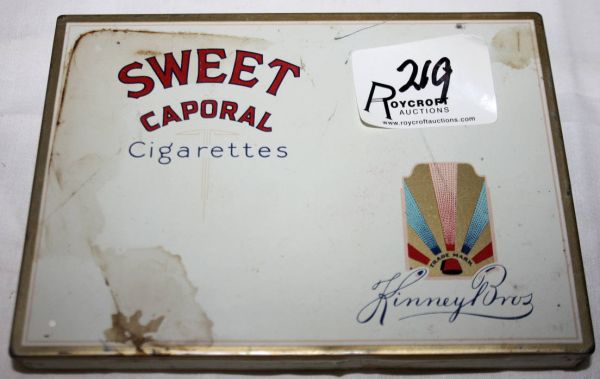 SWEET
CAPORAL
Cigarettes
R 219
ROYCROFT
AUCTIONS
www.roycroftauctions.com
TRADE MARK
Kinney Bros